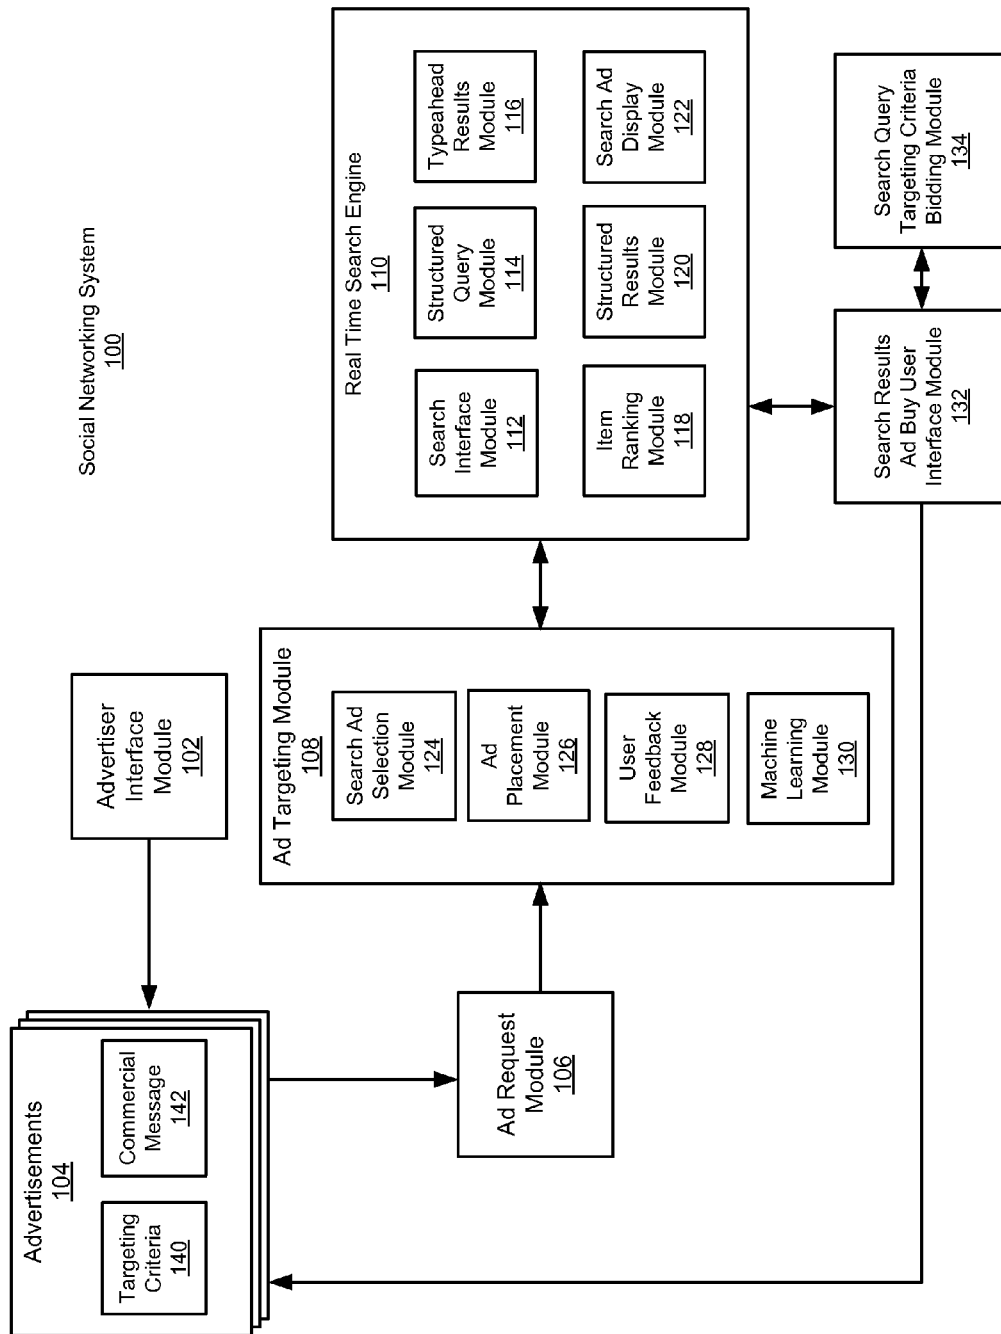 Social Networking System
100
Advertisements
104
Targeting
Criteria
140
Commercial
Message
142
Advertiser
Interface
Module
102
Ad Request
Module
106
Ad Targeting Module
108
Search Ad
Selection
Module
124
Ad
Placement
Module
126
User
Feedback
Module
128
Machine
Learning
Module
130
Real Time Search Engine
110
Search
Interface
Module
112
Structured
Query
Module
114
Typeahead
Results
Module
116
Item
Ranking
Module
118
Structured
Results
Module
120
Search Ad
Display
Module
122
Search Results
Ad Buy User
Interface Module
132
Search Query
Targeting Criteria
Bidding Module
134